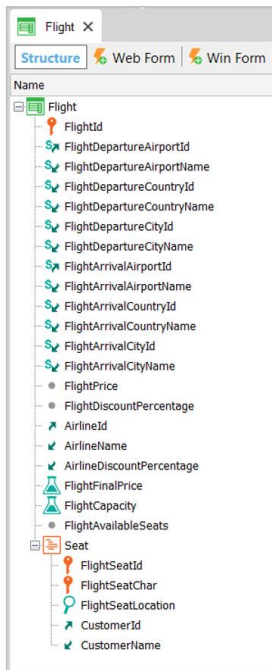 Flight
Structure Web Form Win Form
Name
Flight
FlightId
FlightDepartureAirportId
FlightDepartureAirportName
FlightDepartureCountryId
FlightDepartureCountryName
FlightDepartureCityId
FlightDepartureCityName
FlightArrivalAirportId
FlightArrivalAirportName
FlightArrivalCountryId
FlightArrivalCountryName
FlightArrivalCityId
FlightArrivalCityName
FlightPrice
FlightDiscountPercentage
AirlineId
AirlineName
AirlineDiscountPercentage
FlightFinalPrice
FlightCapacity
FlightAvailableSeats
Seat
FlightSeatId
FlightSeatChar
FlightSeatLocation
CustomerId
CustomerName